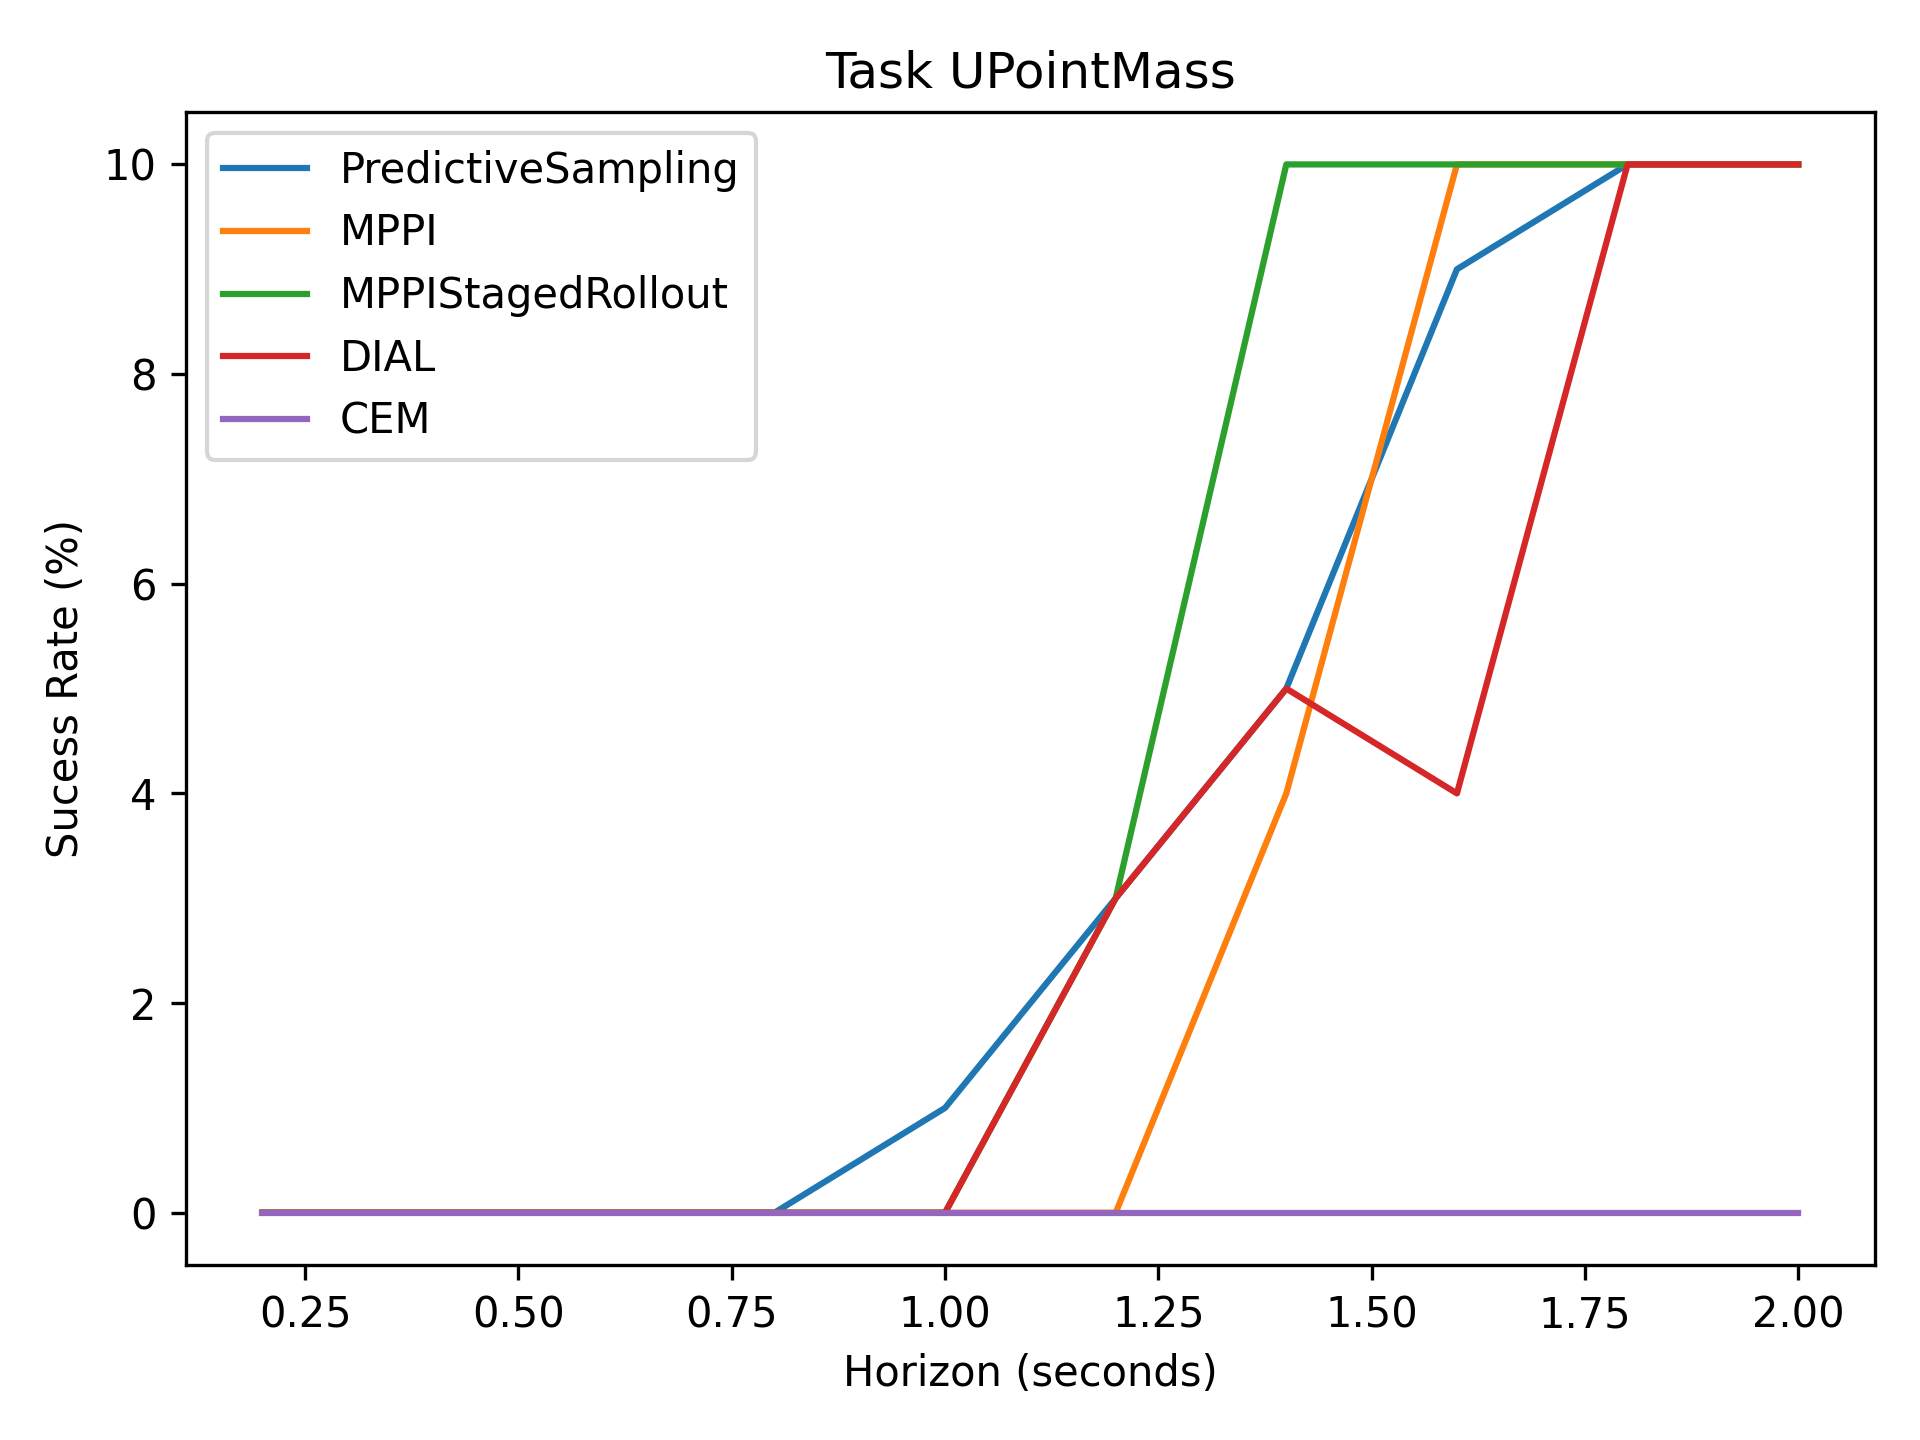 Task UPointMass
PredictiveSampling
MPPI
MPPIStagedRollout
DIAL
CEM
Sucess Rate (%)
10
8
6
4
2
0
0.25 0.50 0.75 1.00 1.25 1.50 1.75 2.00
Horizon (seconds)